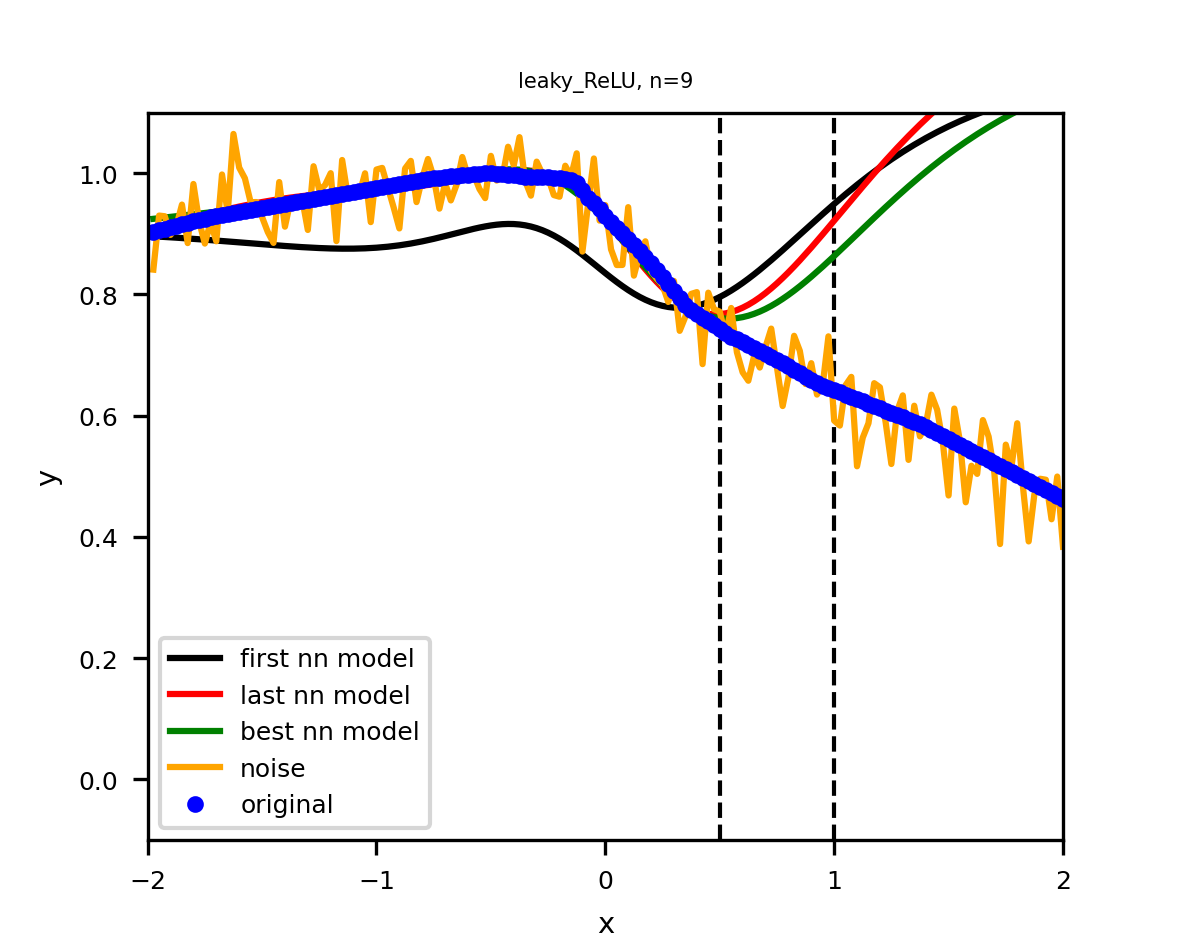 leaky_ReLU, n=9
1.0
0.8
0.6
0.4
0.2
0.0
y
first nn model
last nn model
best nn model
noise
original
−2
−1
0
1
2
x